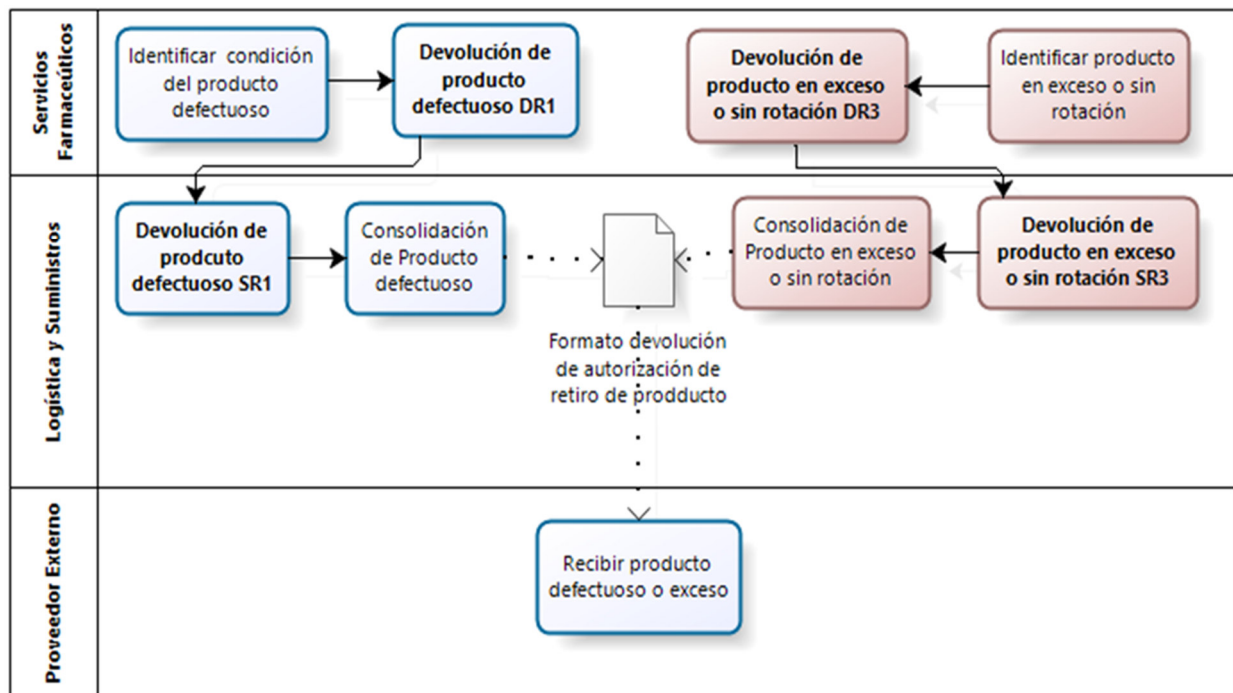 Servicios
Farmaceúticos
Identificar condición
del producto
defectuoso
Devolución de
producto
defectuoso DR1
Devolución de
producto en exceso
o sin rotación DR3
Identificar producto
en exceso o sin
rotación
Logística y Suministros
Devolución de
prodcuto
defectuoso SR1
Consolidación
de Producto
defectuoso
Formato devolución
de autorización de
retiro de prodducto
Consolidación de
Producto en exceso
o sin rotación
Devolución de
producto en exceso
o sin rotación SR3
Proveedor Externo
Recibir producto
defectuoso o exceso